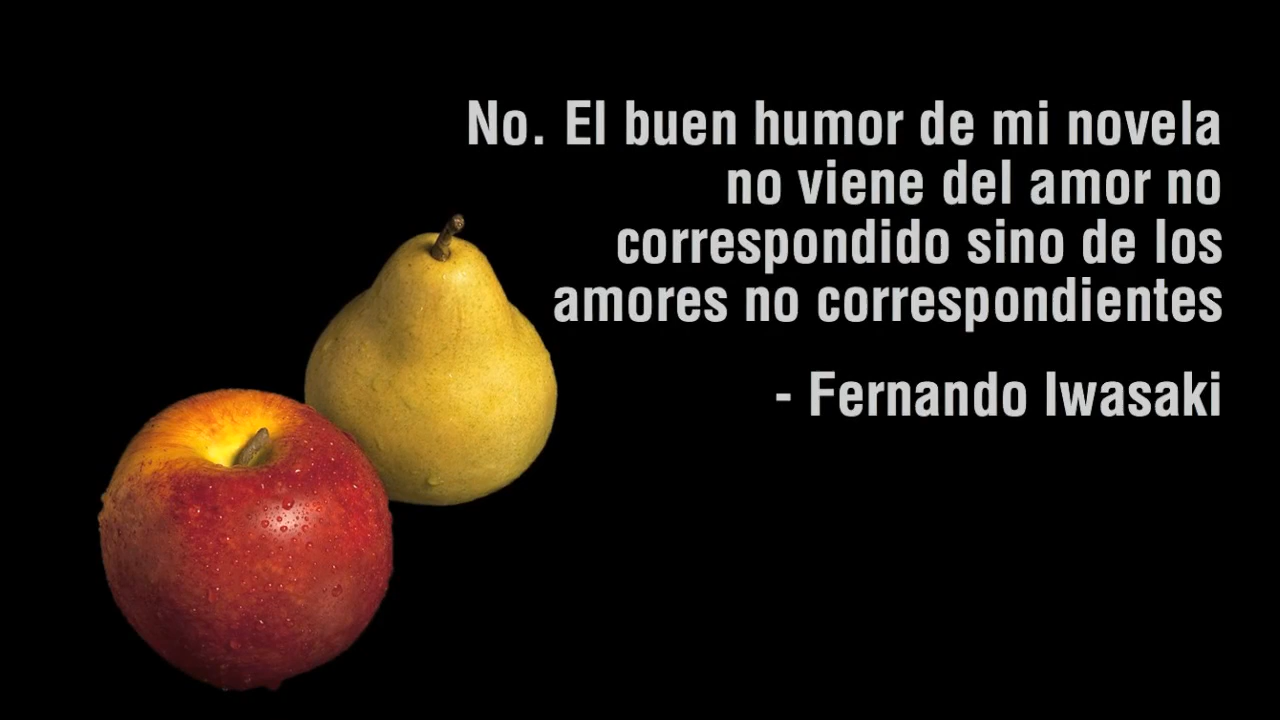 No. El buen humor de mi novela
no viene del amor no
correspondido sino de los
amores no correspondientes
- Fernando Iwasaki